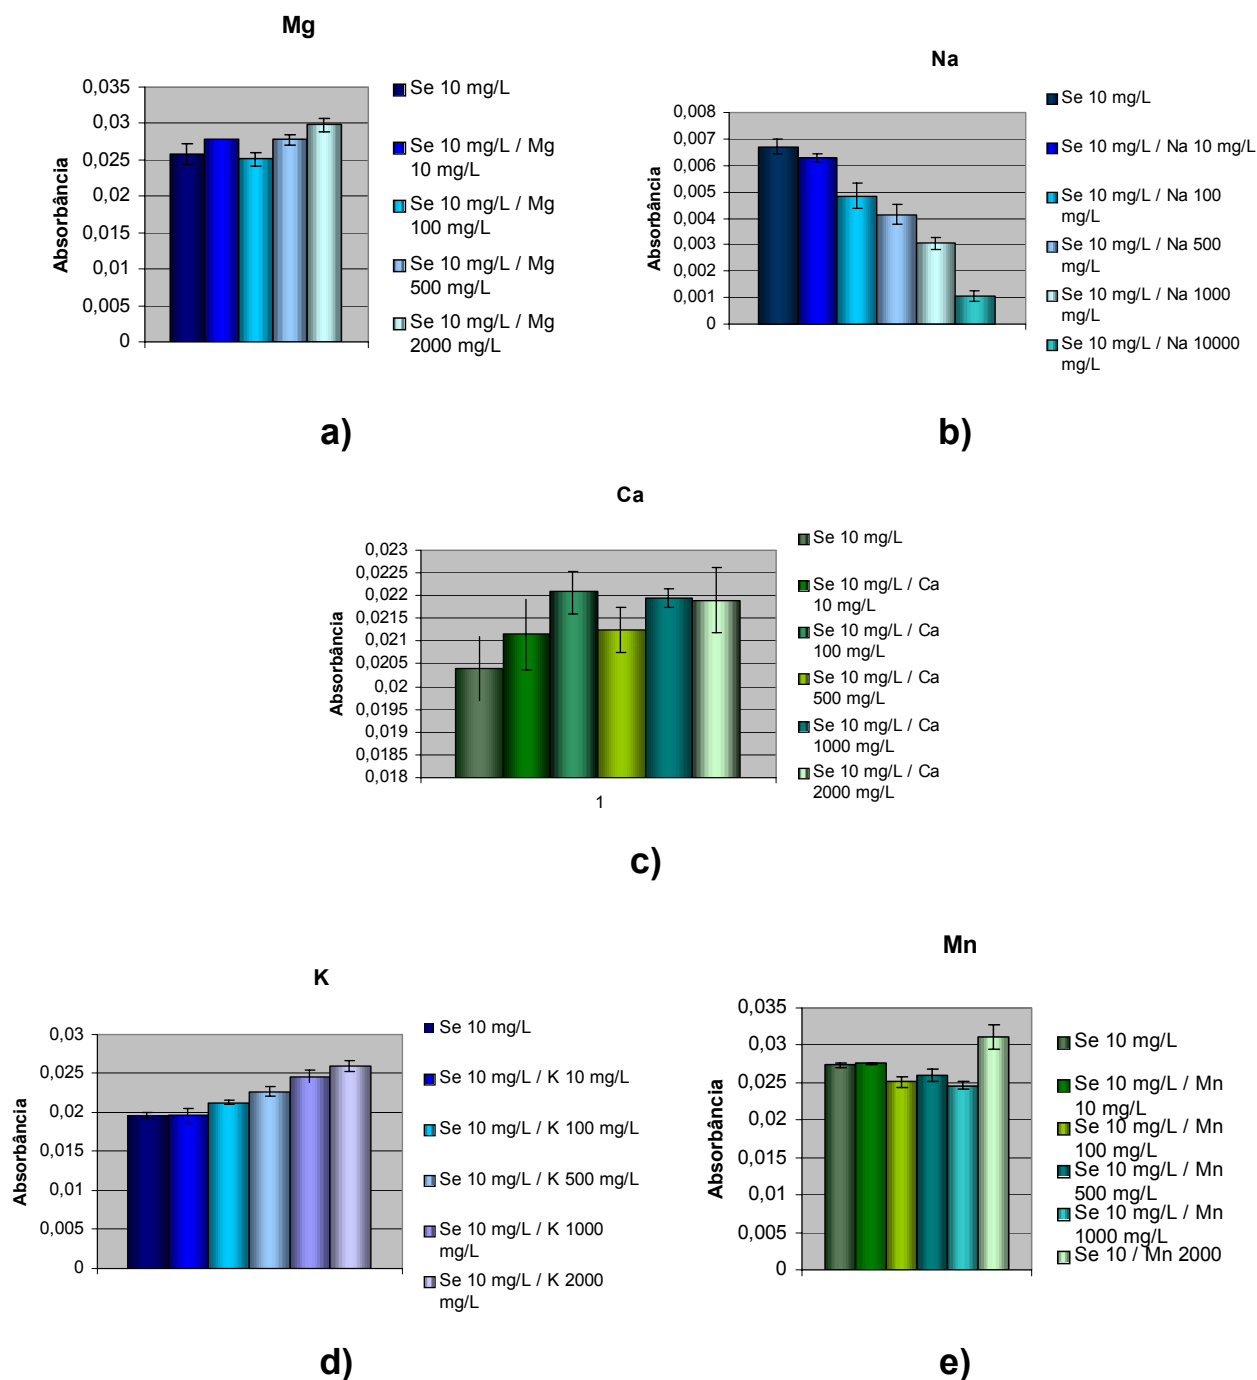 Mg
0,035
0,03
0,025
0,02
0,015
0,01
0,005
0
Absorbância
Se 10 mg/L
Se 10 mg/L / Mg
10 mg/L
Se 10 mg/L / Mg
100 mg/L
Se 10 mg/L / Mg
500 mg/L
Se 10 mg/L / Mg
2000 mg/L
a)
Na
0,008
0,007
0,006
0,005
0,004
0,003
0,002
0,001
0
Absorbância
Se 10 mg/L
Se 10 mg/L / Na 10 mg/L
Se 10 mg/L / Na 100
mg/L
Se 10 mg/L / Na 500
mg/L
Se 10 mg/L / Na 1000
mg/L
Se 10 mg/L / Na 10000
mg/L
b)
Ca
0,023
0,0225
0,022
0,0215
0,021
0,0205
0,02
0,0195
0,019
0,0185
0,018
Absorbância
1
Se 10 mg/L
Se 10 mg/L / Ca
10 mg/L
Se 10 mg/L / Ca
100 mg/L
Se 10 mg/L / Ca
500 mg/L
Se 10 mg/L / Ca
1000 mg/L
Se 10 mg/L / Ca
2000 mg/L
c)
K
0,03
0,025
0,02
0,015
0,01
0,005
0
Absorbância
Se 10 mg/L
Se 10 mg/L / K 10 mg/L
Se 10 mg/L / K 100 mg/L
Se 10 mg/L / K 500 mg/L
Se 10 mg/L / K 1000
mg/L
Se 10 mg/L / K 2000
mg/L
d)
Mn
0,035
0,03
0,025
0,02
0,015
0,01
0,005
0
Absorbância
Se 10 mg/L
Se 10 mg/L / Mn
10 mg/L
Se 10 mg/L / Mn
100 mg/L
Se 10 mg/L / Mn
500 mg/L
Se 10 mg/L / Mn
1000 mg/L
Se 10 / Mn 2000
e)